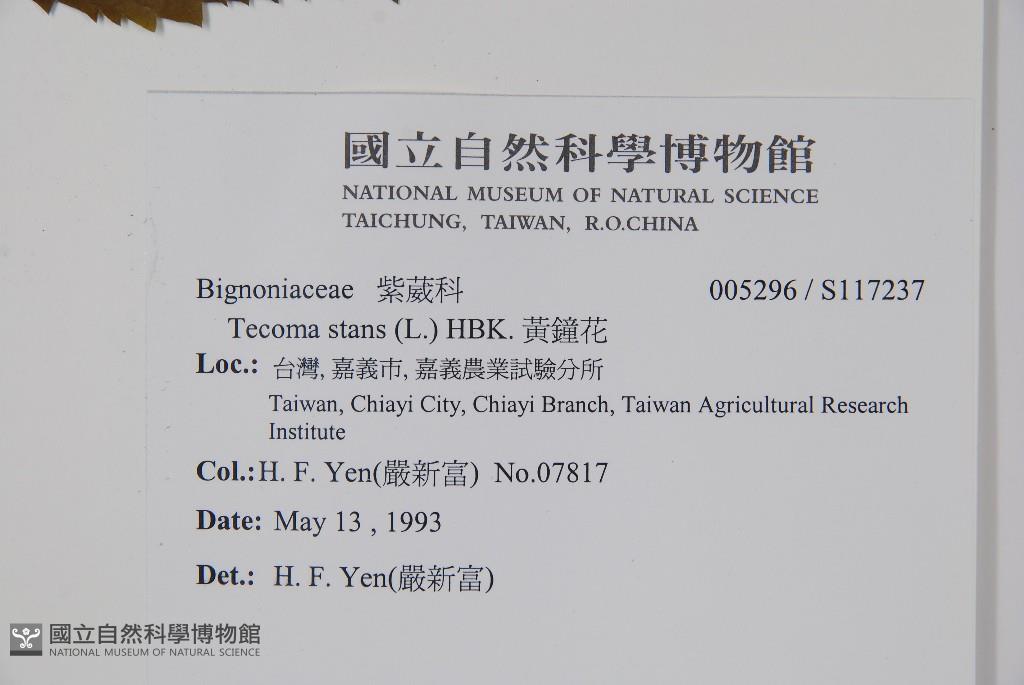 國立自然科學博物館
NATIONAL MUSEUM OF NATURAL SCIENCE
TAICHUNG, TAIWAN, R.O.CHINA
Bignoniaceae 紫葳科 005296 / S117237
Tecoma stans (L.) HBK. 黃鐘花
Loc.: 台灣, 嘉義市, 嘉義農業試驗分所
Taiwan, Chiayi City, Chiayi Branch, Taiwan Agricultural Research
Institute
Col.:H. F. Yen(嚴新富) No.07817
Date: May 13 , 1993
Det.: H. F. Yen(嚴新富)
國立自然科學博物館
NATIONAL MUSEUM OF NATURAL SCIENCE